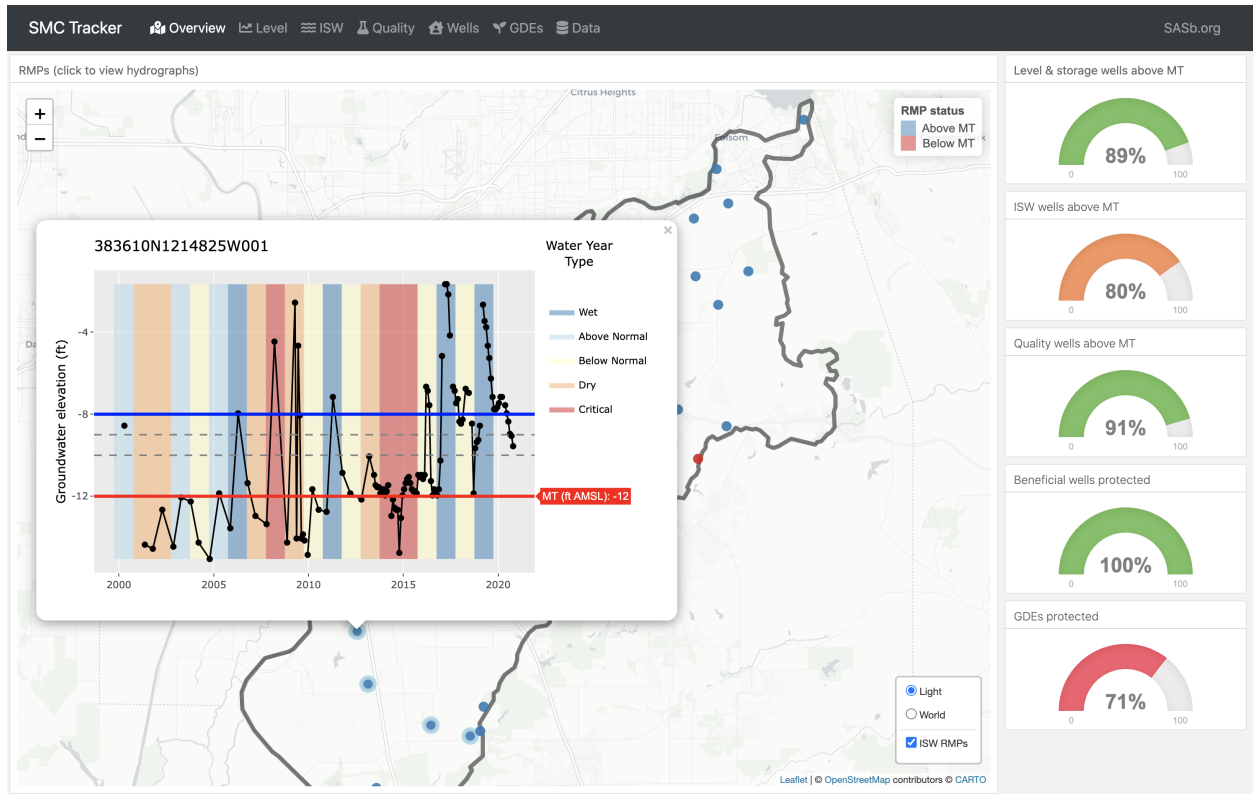 SMC Tracker Overview Level ISW Quality Wells GDEs Data SASb.org
RMPs (click to view hydrographs)
+
−
Citrus Heights
Folsom
RMP status
Above MT
Below MT
×
383610N1214825W001
Water Year
Type
Wet
Above Normal
Below Normal
Dry
Critical
Groundwater elevation (ft)
-4
-8
-12
MT (ft AMSL): -12
2000 2005 2010 2015 2020
Light
World
ISW RMPs
Leaflet | © OpenStreetMap contributors © CARTO
Level & storage wells above MT
89%
0 100
ISW wells above MT
80%
0 100
Quality wells above MT
91%
0 100
Beneficial wells protected
100%
0 100
GDEs protected
71%
0 100